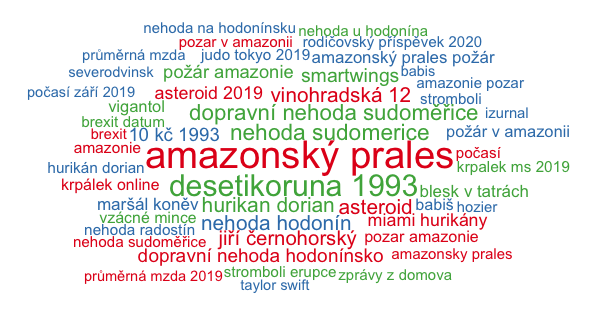 nehoda na hodonínsku nehoda u hodonína
pozar v amazonii rodičovský příspěvek 2020
průměrná mzda judo tokyo 2019 amazonský prales požár
severodvinsk požár amazonie smartwings babis
amazonie pozar
počasí září 2019 asteroid 2019 vinohradská 12 stromboli
vigantol dopravní nehoda sudoměřice izurnal
brexit datum
brexit 10 kč 1993 nehoda sudomerice požár v amazonii
amazonie amazonský prales počasí
hurikán dorian krpalek ms 2019
krpálek online desetikoruna 1993 blesk v tatrách
maršál koněv hurikan dorian asteroid babiš hozier
vzácné mince nehoda hodonín miami hurikány
nehoda radostín jiří černohorský pozar amazonie
nehoda sudoměřice
dopravní nehoda hodonínsko amazonsky prales
průměrná mzda 2019 stromboli erupce zprávy z domova
taylor swift